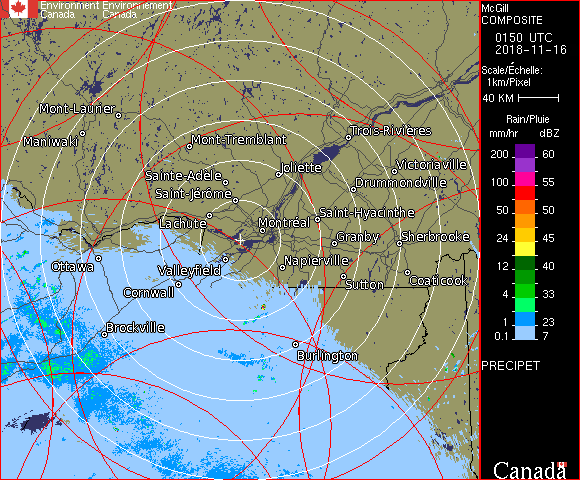 Environment Environnement
Canada Canada
McGill
COMPOSITE
0150 UTC
2018-11-16
Scale/Échelle:
1km/Pixel
40 KM
Rain/Pluie
mm/hr dBZ
200 60
100 55
50 50
24 45
12 40
4 33
1 23
0.1 7
PRECIPET
Mont-Laurier
Maniwaki
Mont-Tremblant
Trois-Rivières
Sainte-Adèle
Joliette
Victoriaville
Saint-Jérôme
Drummondville
Lachute
Montréal
Saint-Hyacinthe
Granby
Sherbrooke
Ottawa
Valleyfield
Napierville
Cornwall
Sutton
Coaticook
Brockville
Burlington
Canada